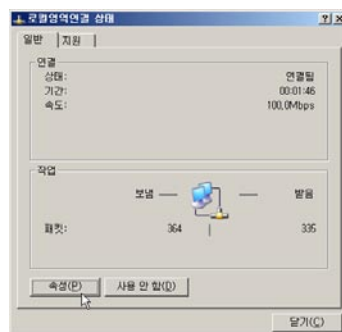 로컬영역연결 상태
일반 지원
연결
상태: 연결됨
기간: 00:01:46
속도: 100.0Mbps
작업
보냄 받음
패킷: 364 335
속성(P) 사용 안 함(D)
닫기(C)